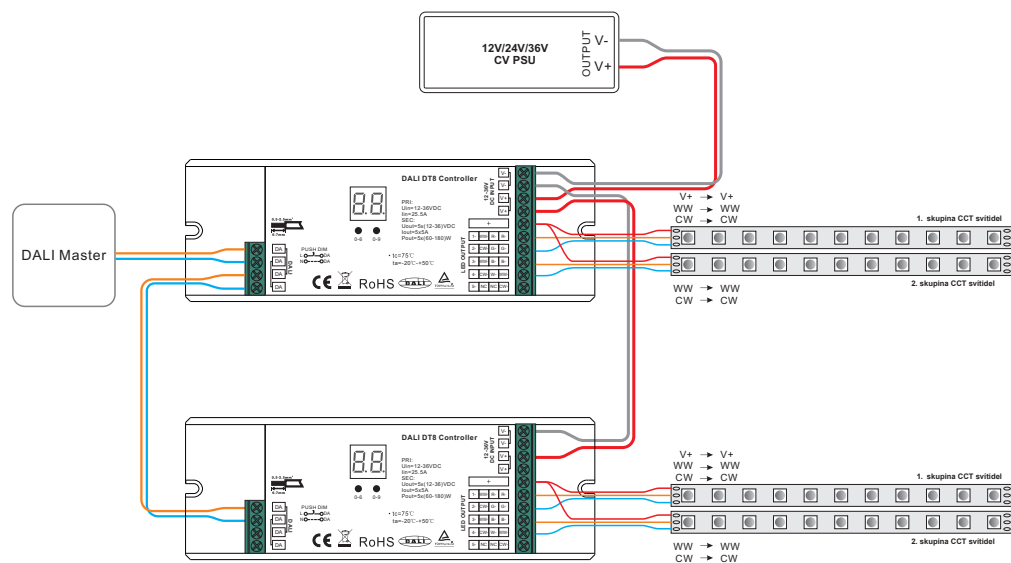 12V/24V/36V
CV PSU
OUTPUT
V-
V+
DALI Master
DALI DT8 Controller
PRI:
Uin=12-36VDC
Iin=25.5A
SEC:
Uout=5x(12-36)VDC
Iout=5x5A
Pout=5x(60-180)W
• tc=75℃
ta=-20℃-+50℃
0-6
0-9
PUSH DIM
L DA
N DA
DA
DA
DA
DA
DALI
RoHS
DALI
12-36V
DC INPUT
V-
V-
V+
V+
LED OUTPUT
+
V+ → V+
WW → WW
CW → CW
1. skupina CCT svitidel
2. skupina CCT svitidel
WW → WW
CW → CW
DALI DT8 Controller
PRI:
Uin=12-36VDC
Iin=25.5A
SEC:
Uout=5x(12-36)VDC
Iout=5x5A
Pout=5x(60-180)W
• tc=75℃
ta=-20℃-+50℃
0-6
0-9
PUSH DIM
L DA
N DA
DA
DA
DA
DA
DALI
RoHS
DALI
12-36V
DC INPUT
V-
V-
V+
V+
LED OUTPUT
+
V+ → V+
WW → WW
CW → CW
1. skupina CCT svitidel
2. skupina CCT svitidel
WW → WW
CW → CW